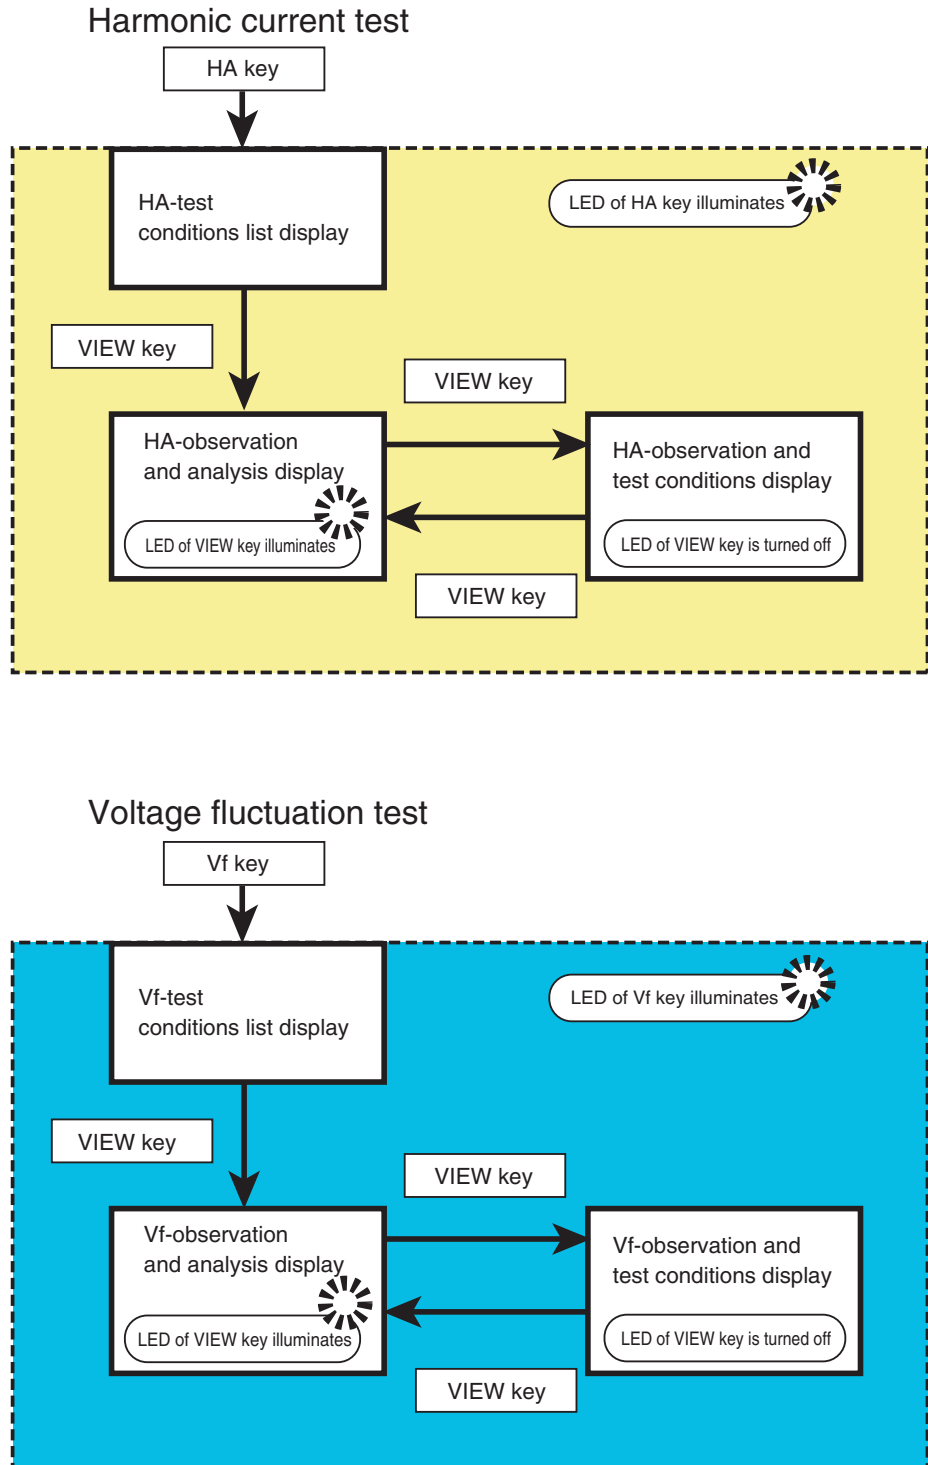 Harmonic current test
HA key
HA-test
conditions list display
LED of HA key illuminates
VIEW key
VIEW key
HA-observation
and analysis display
LED of VIEW key illuminates
HA-observation and
test conditions display
LED of VIEW key is turned off
VIEW key
Voltage fluctuation test
Vf key
Vf-test
conditions list display
LED of Vf key illuminates
VIEW key
VIEW key
Vf-observation
and analysis display
LED of VIEW key illuminates
Vf-observation and
test conditions display
LED of VIEW key is turned off
VIEW key